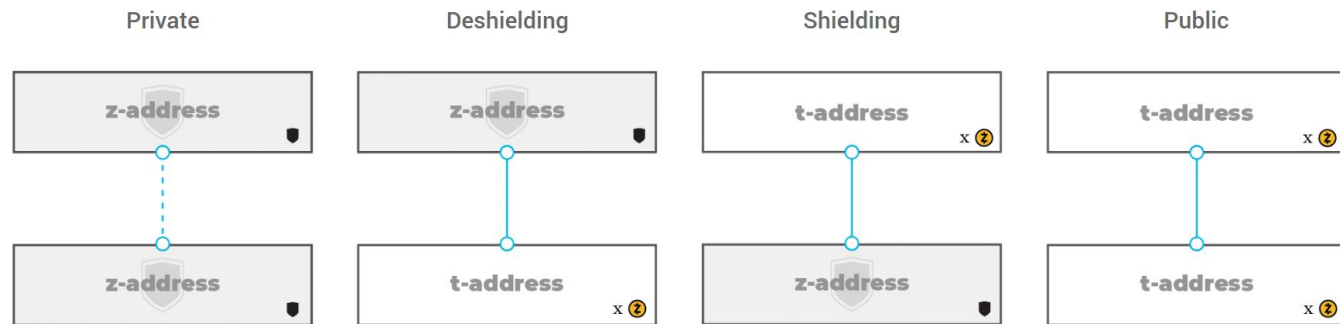 Private Deshielding Shielding Public
z-address z-address t-address t-address
x x
z-address t-address z-address t-address
x x